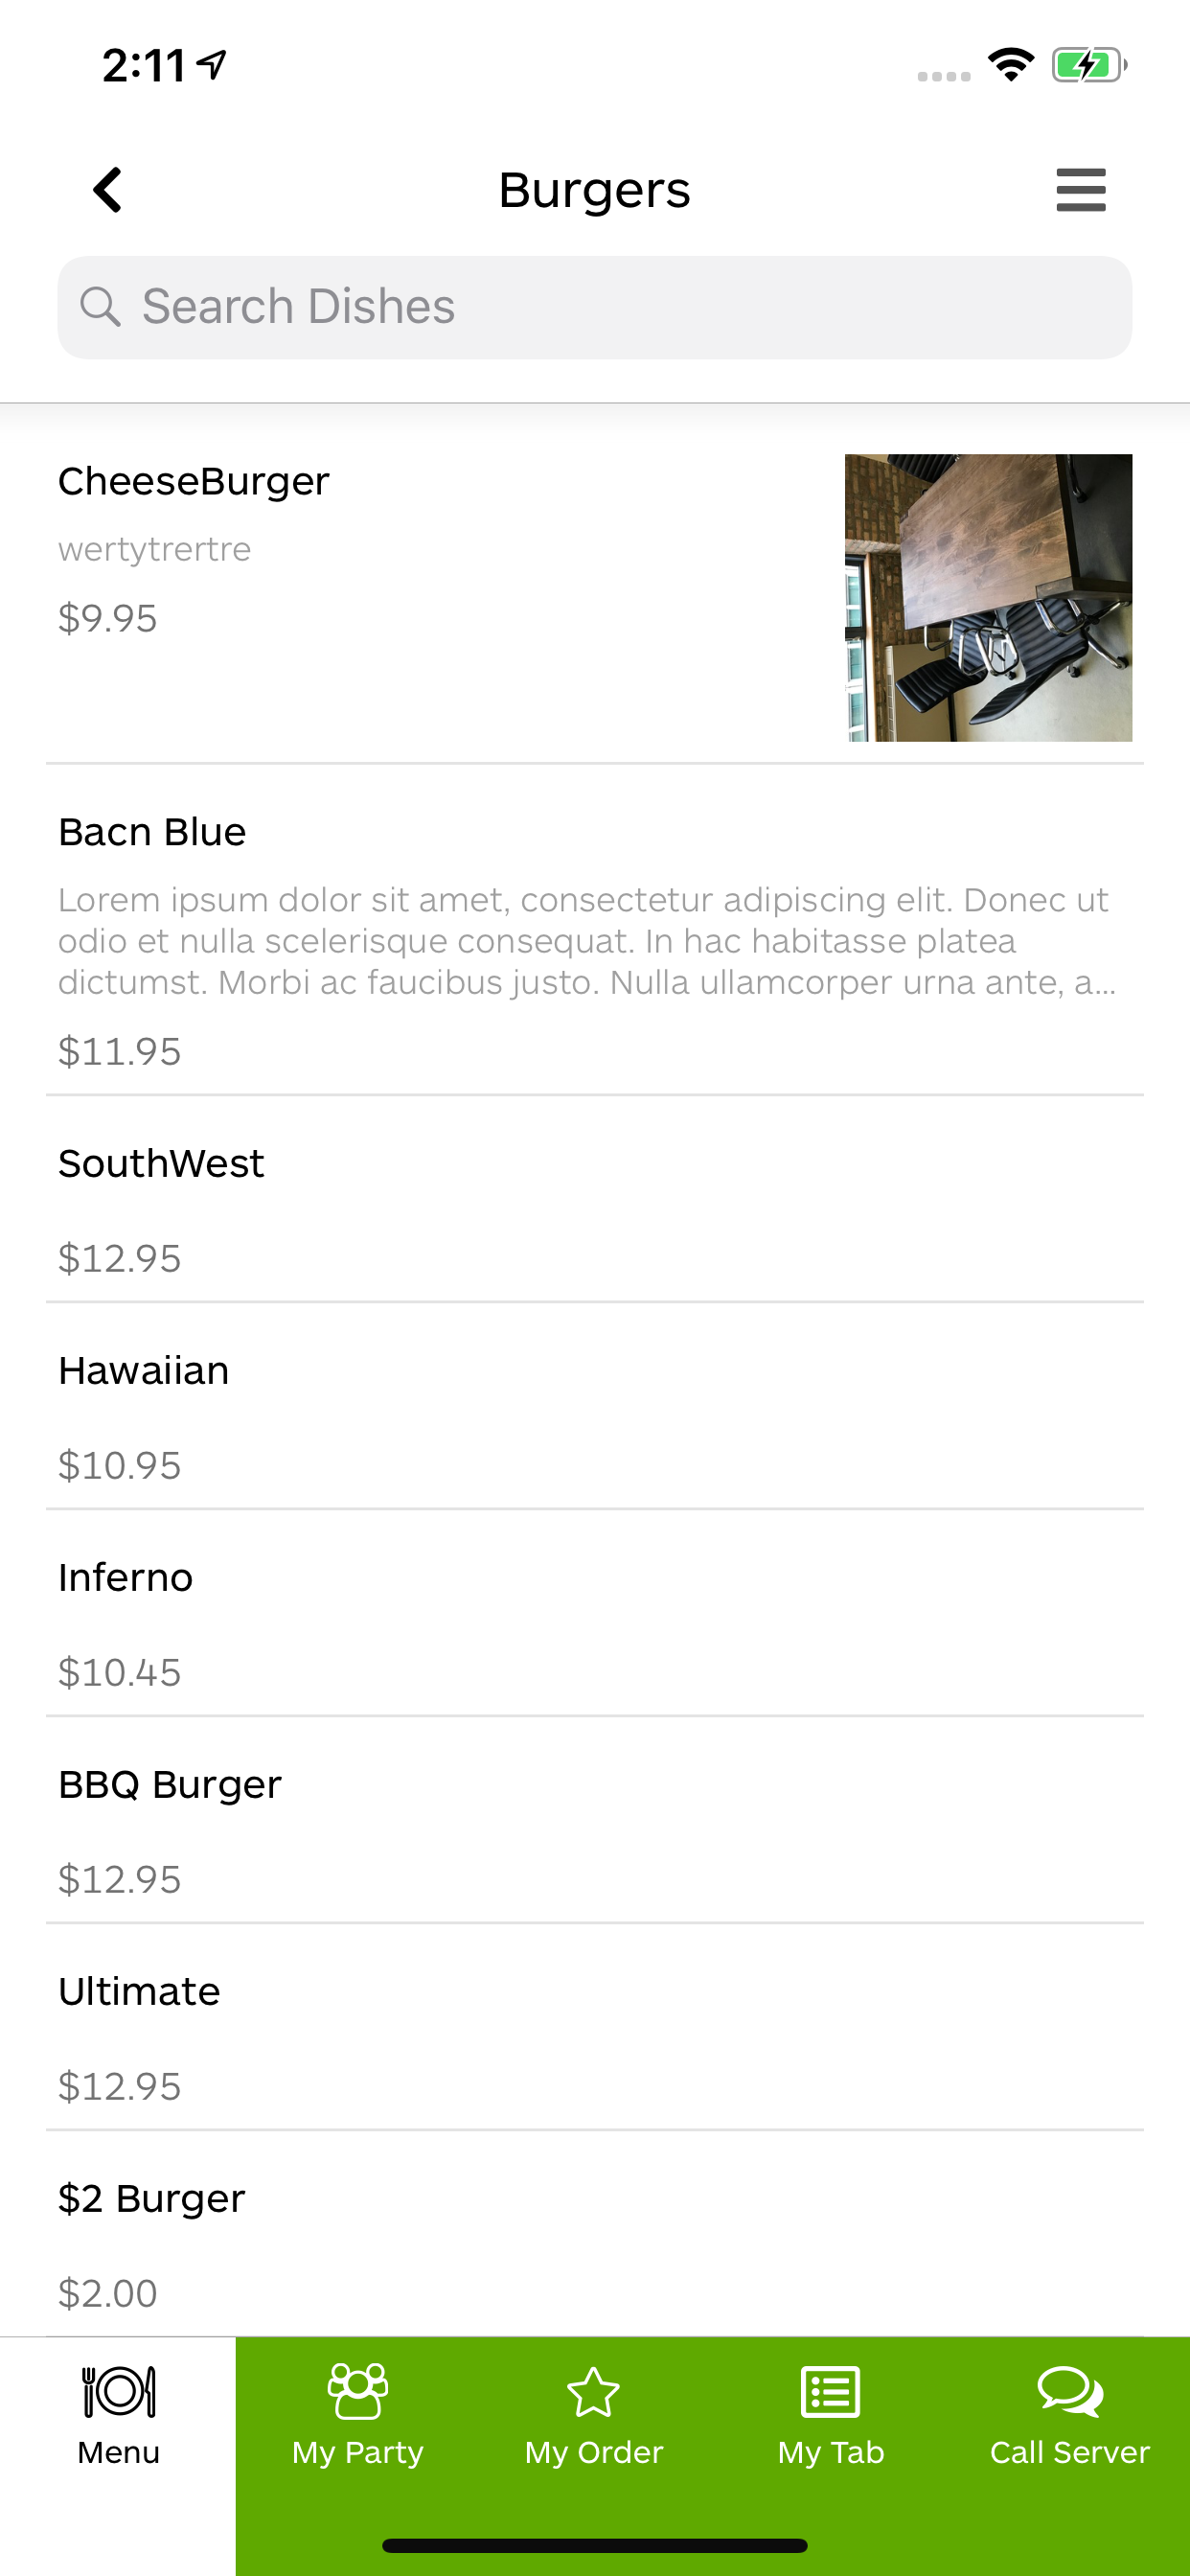 2:11
Burgers
Search Dishes
CheeseBurger
wertytrertre
$9.95
Bacn Blue
Lorem ipsum dolor sit amet, consectetur adipiscing elit. Donec ut
odio et nulla scelerisque consequat. In hac habitasse platea
dictumst. Morbi ac faucibus justo. Nulla ullamcorper urna ante, a...
$11.95
SouthWest
$12.95
Hawaiian
$10.95
Inferno
$10.45
BBQ Burger
$12.95
Ultimate
$12.95
$2 Burger
$2.00
Menu
My Party
My Order
My Tab
Call Server